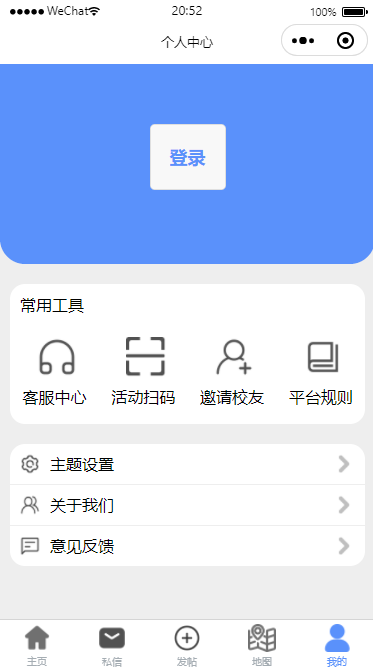 ●●●●● WeChat 20:52 100%
个人中心
登录
常用工具
客服中心 活动扫码 邀请校友 平台规则
主题设置
关于我们
意见反馈
主页 私信 发帖 地图 我的